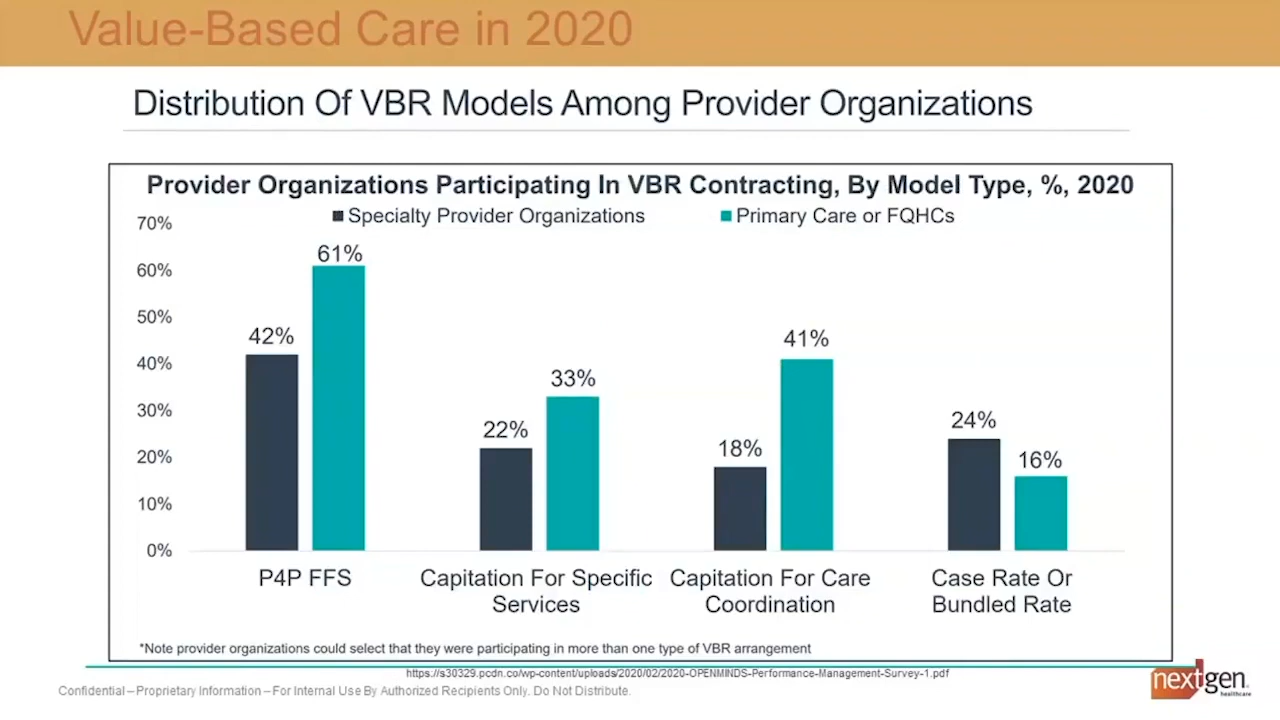 Value-Based Care in 2020
Distribution Of VBR Models Among Provider Organizations
Provider Organizations Participating In VBR Contracting, By Model Type, %, 2020
Specialty Provider Organizations
Primary Care or FQHCs
70%
60%
50%
40%
30%
20%
10%
0%
42%
61%
22%
33%
18%
41%
24%
16%
P4P FFS
Capitation For Specific
Services
Capitation For Care
Coordination
Case Rate Or
Bundled Rate
*Note provider organizations could select that they were participating in more than one type of VBR arrangement
https://s30329.pcdn.co/wp-content/uploads/2020/02/2020-OPENMINDS-Performance-Management-Survey-1.pdf
Confidential – Proprietary Information – For Internal Use By Authorized Recipients Only. Do Not Distribute.
nextgen
healthcare